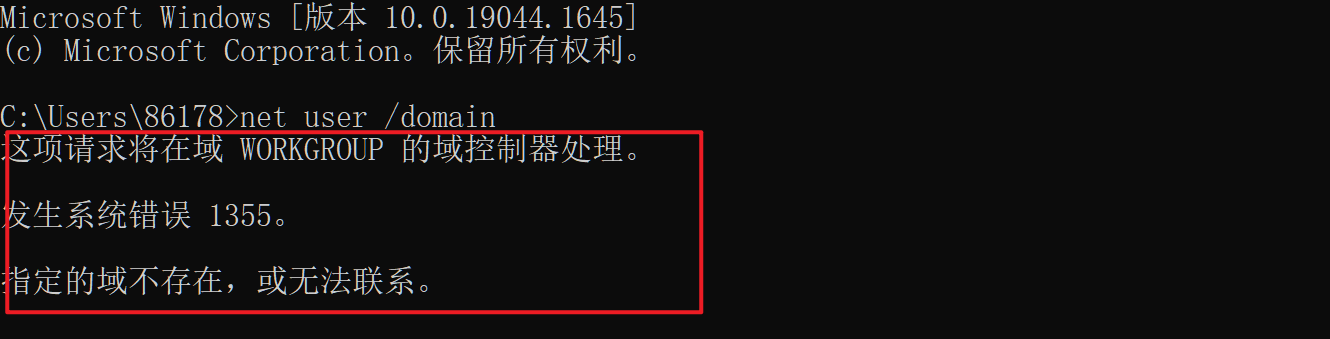 Microsoft Windows [版本 10.0.19044.1645]
(c) Microsoft Corporation。保留所有权利。
C:\Users\86178>net user /domain
这项请求将在域 WORKGROUP 的域控制器处理。
发生系统错误 1355。
指定的域不存在，或无法联系。